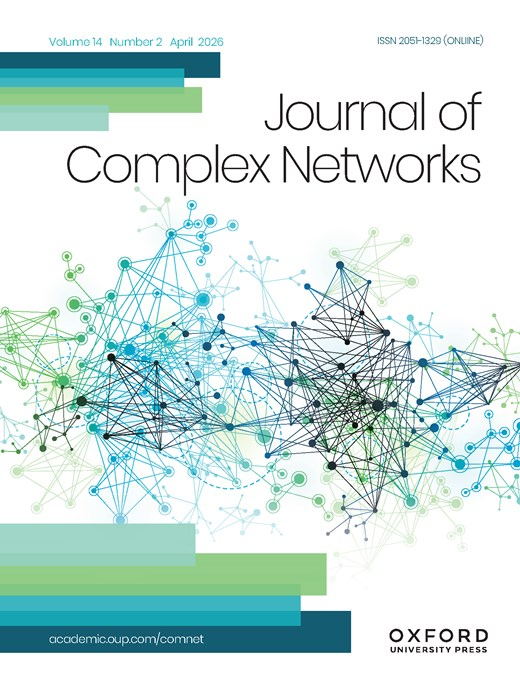 Volume 14 Number 2 April 2026
ISSN 2051-1329 (ONLINE)
Journal of
Complex Networks
academic.oup.com/comnet
OXFORD
UNIVERSITY PRESS